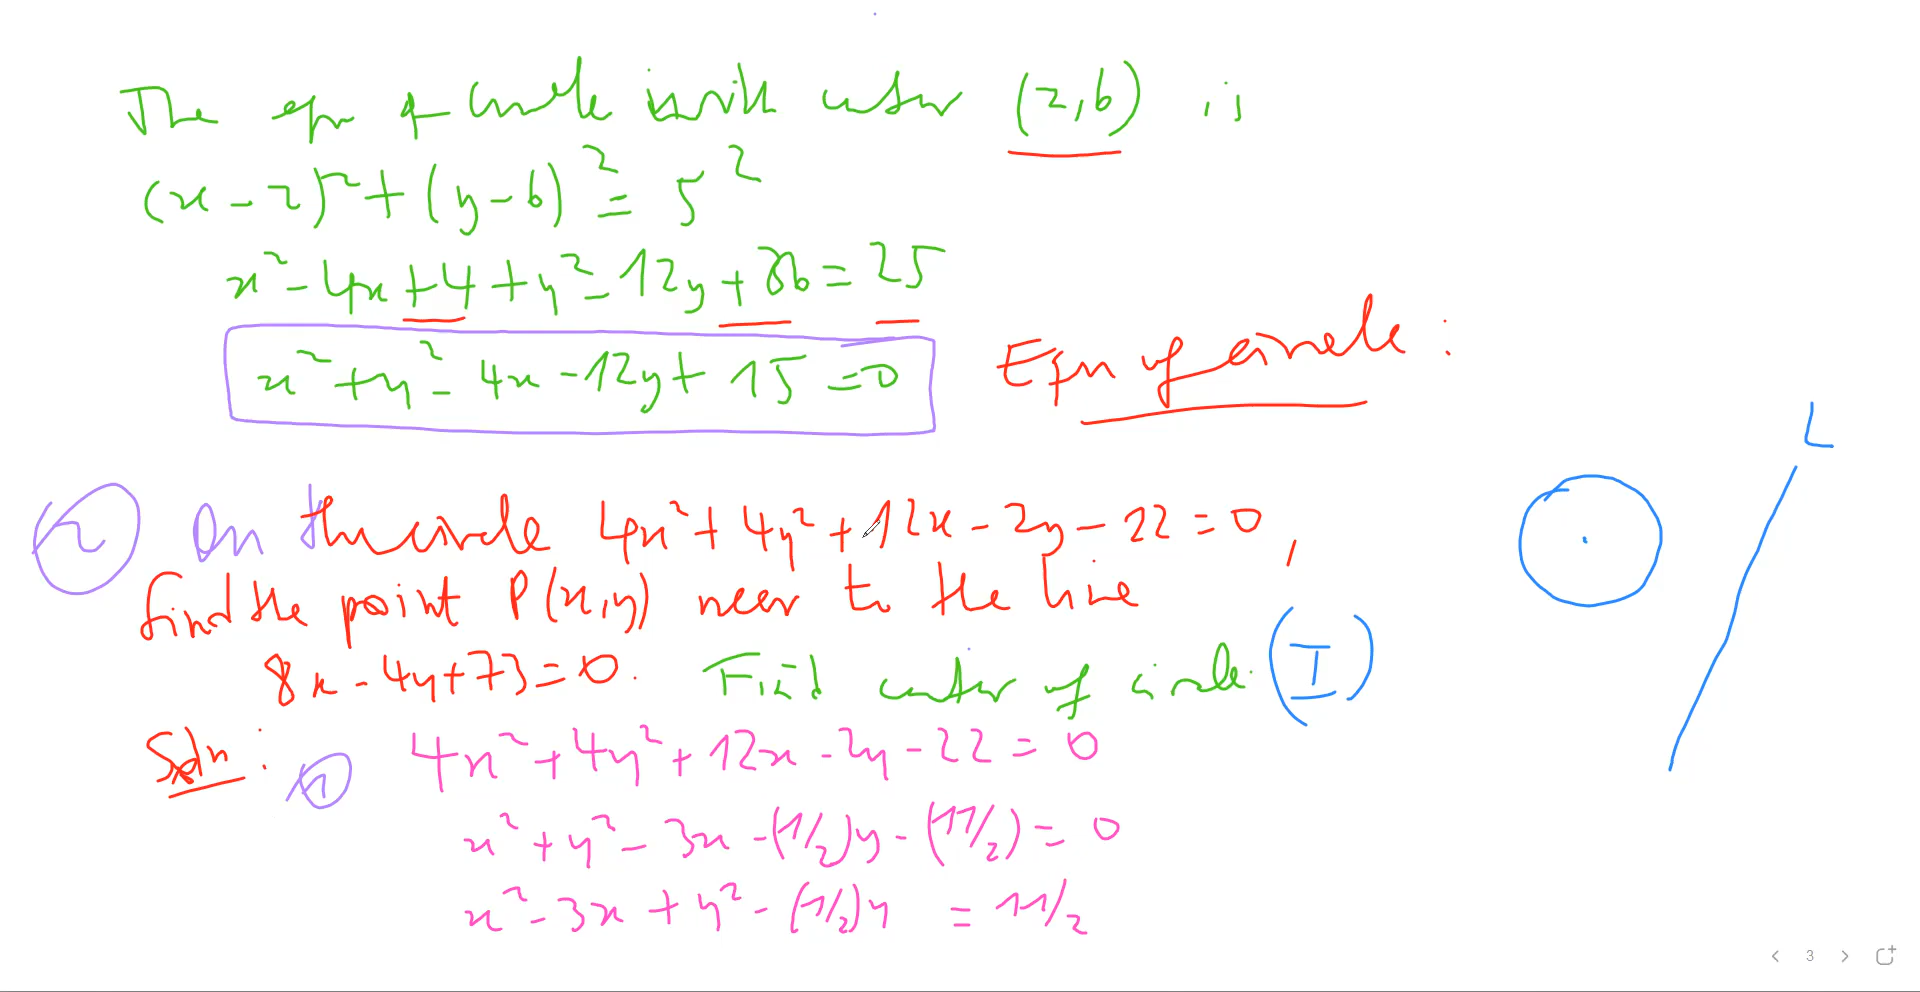 The eqn of circle is with center (2,6) is
(x-2)² + (y-6)² = 5²
x² - 4x + 4 + y² - 12y + 36 = 25
x² + y² - 4x - 12y + 15 = 0
Eqn of circle :
L
2 On the circle 4x² + 4y² + 12x - 2y - 22 = 0,
find the point P(x,y) near to the line
8x - 4y + 73 = 0. Find center of circle (I)
Soln : 1 4x² + 4y² + 12x - 2y - 22 = 0
x² + y² - 3x - (1/2)y - (11/2) = 0
x² - 3x + y² - (1/2)y = 11/2
3